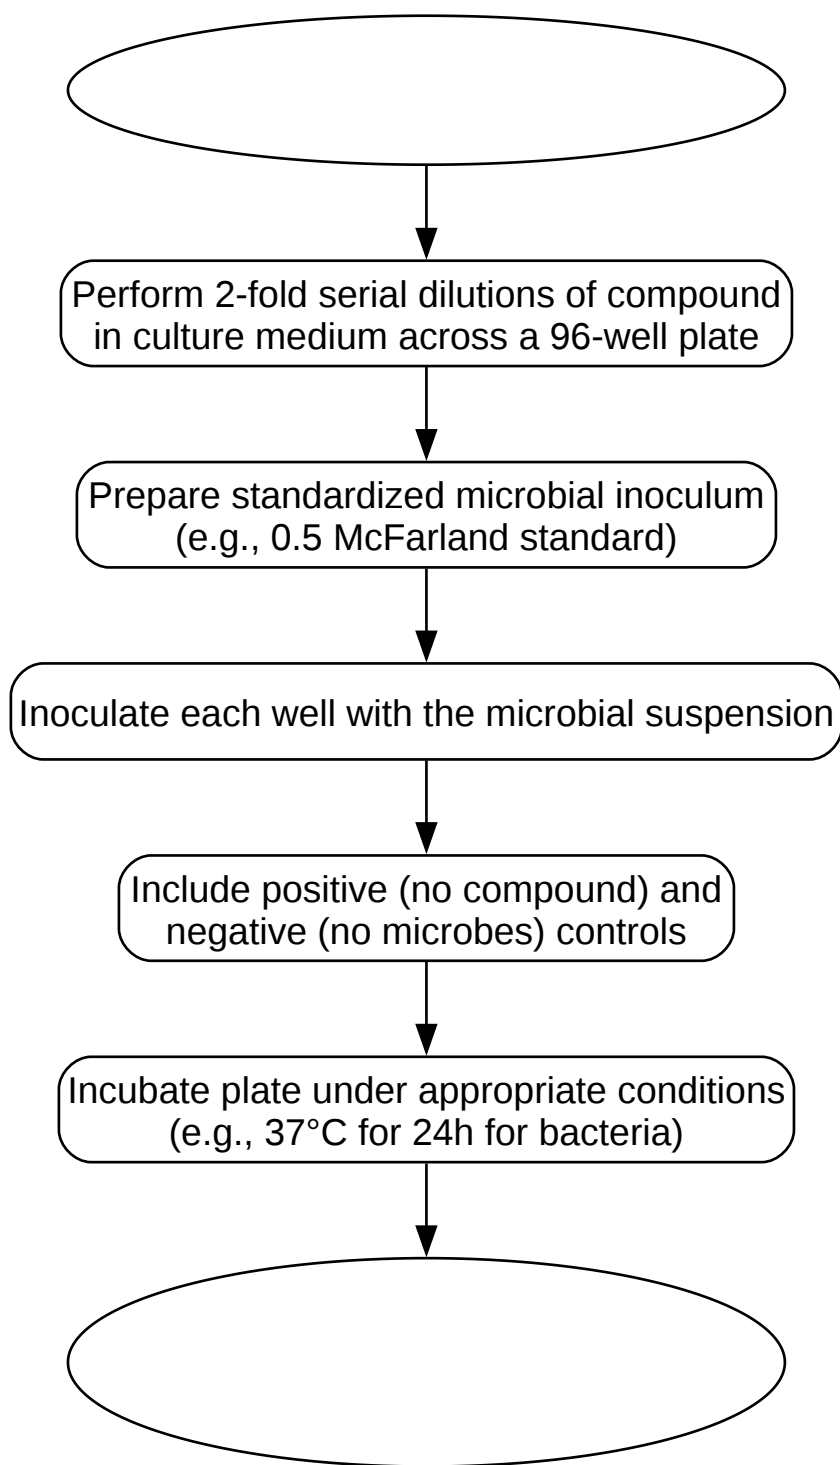 Perform 2-fold serial dilutions of compound
in culture medium across a 96-well plate
Prepare standardized microbial inoculum
(e.g., 0.5 McFarland standard)
Inoculate each well with the microbial suspension
Include positive (no compound) and
negative (no microbes) controls
Incubate plate under appropriate conditions
(e.g., 37°C for 24h for bacteria)